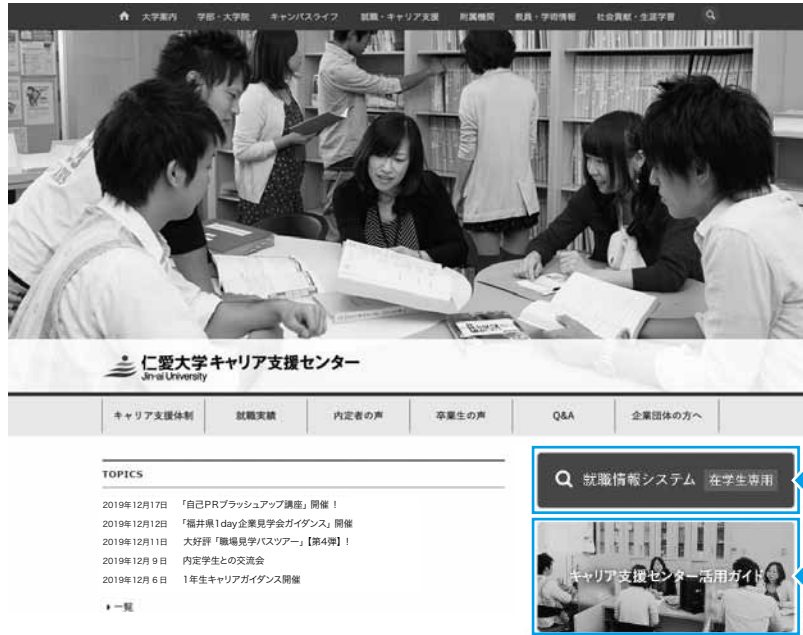 大学案内 学部・大学院 キャンパスライフ 就職・キャリア支援 附属機関 教員・学術情報 社会貢献・生涯学習
仁愛大学 キャリア支援センター
Jin-ai University
キャリア支援体制 就職実績 内定者の声 卒業生の声 Q&A 企業団体の方へ
TOPICS
2019年12月17日 「自己PRブラッシュアップ講座」開催！
2019年12月12日 「福井県1day企業見学会ガイダンス」開催
2019年12月11日 大好評「職場見学バスツアー」【第4弾】！
2019年12月9日 内定学生との交流会
2019年12月6日 1年生キャリアガイダンス開催
一覧
就職情報システム 在学生専用
キャリア支援センター活用ガイド